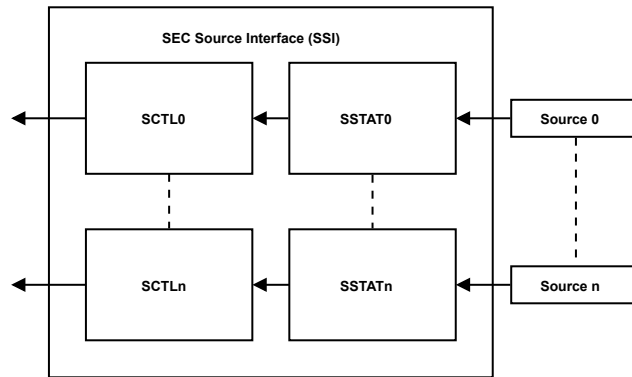 SEC Source Interface (SSI)
SCTL0
SSTAT0
Source 0
SCTLn
SSTATn
Source n